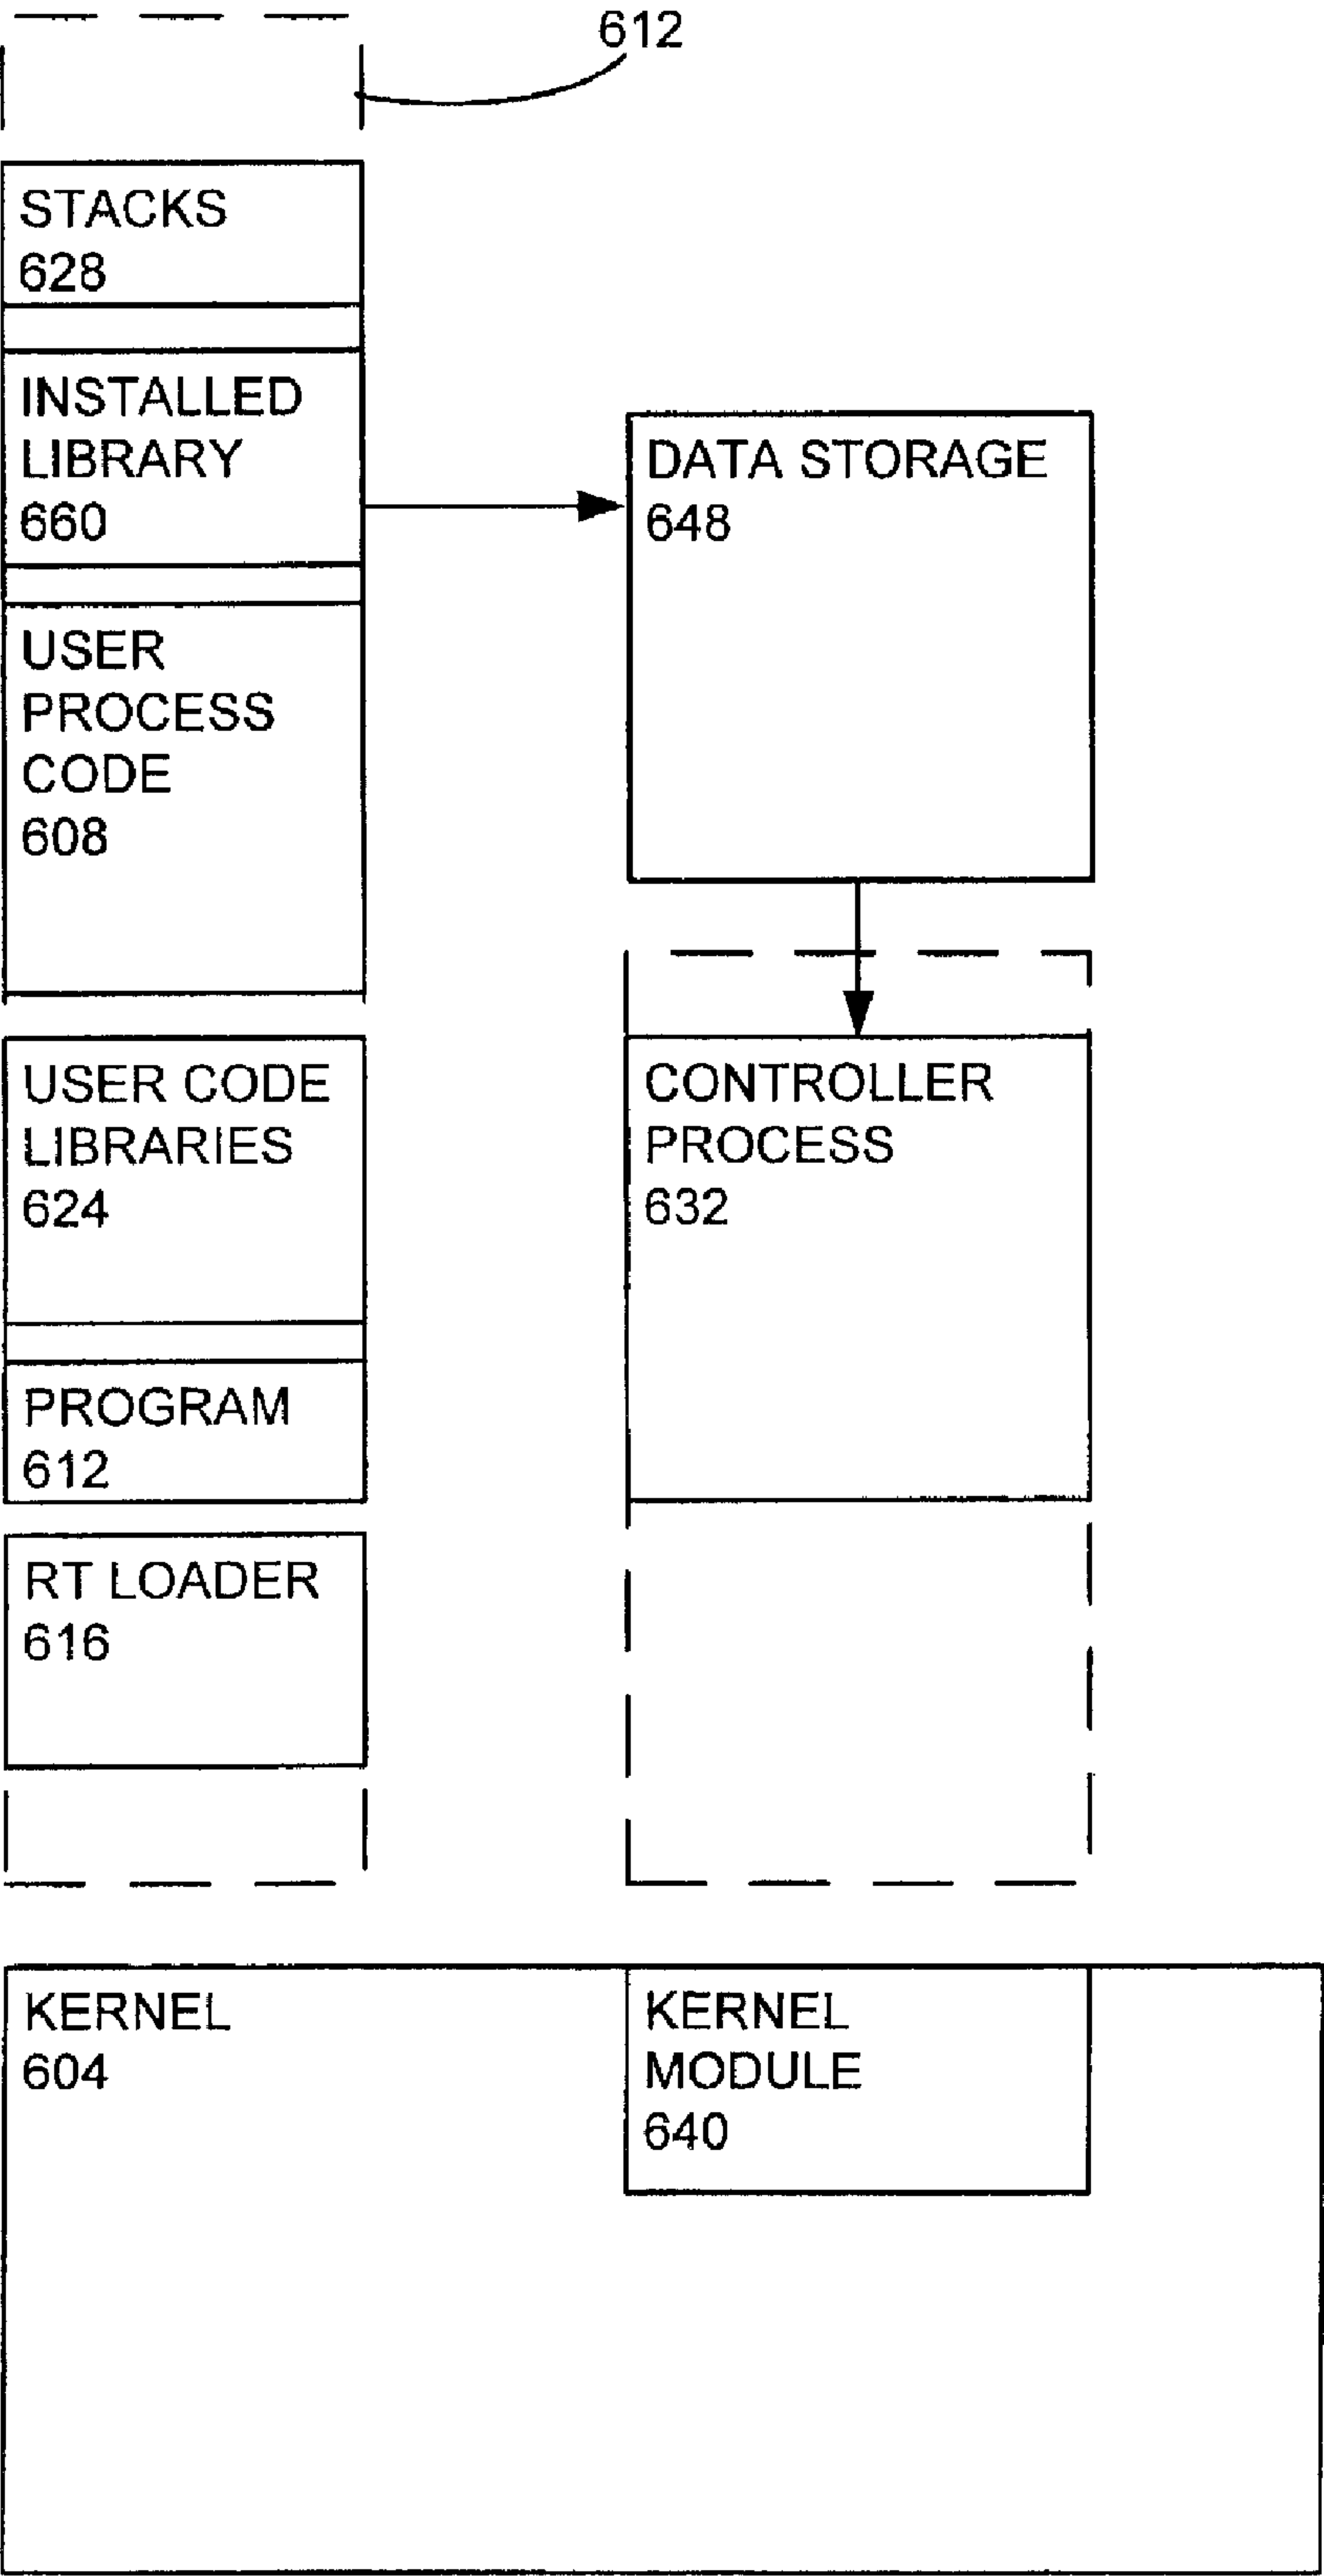 612
STACKS
628
INSTALLED
LIBRARY
660
DATA STORAGE
648
USER
PROCESS
CODE
608
USER CODE
LIBRARIES
624
CONTROLLER
PROCESS
632
PROGRAM
612
RT LOADER
616
KERNEL
604
KERNEL
MODULE
640